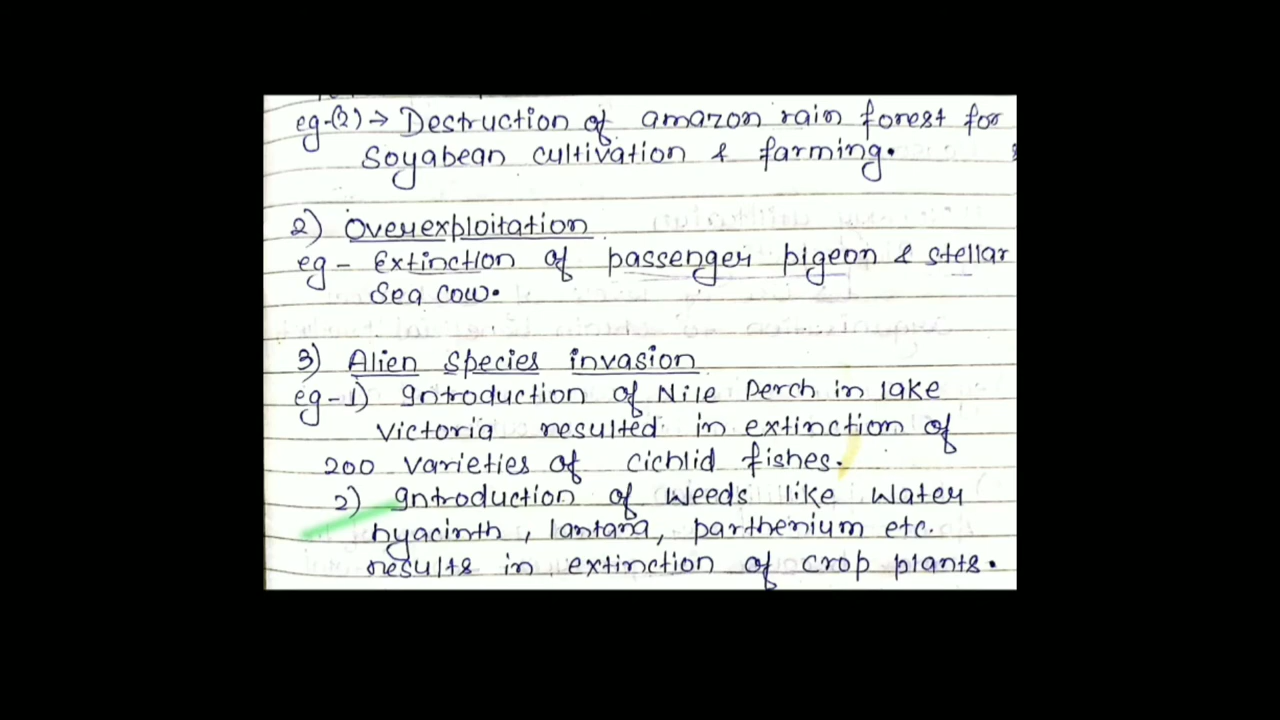 eg-(2) → Destruction of amazon rain forest for
soyabean cultivation & farming.
2) Overexploitation
eg - Extinction of passenger pigeon & stellar
sea cow.
3) Alien species invasion
eg-1) Introduction of Nile Perch in lake
victoria resulted in extinction of
200 varieties of cichlid fishes.
2) Introduction of weeds like water
hyacinth, lantana, parthenium etc.
results in extinction of crop plants.